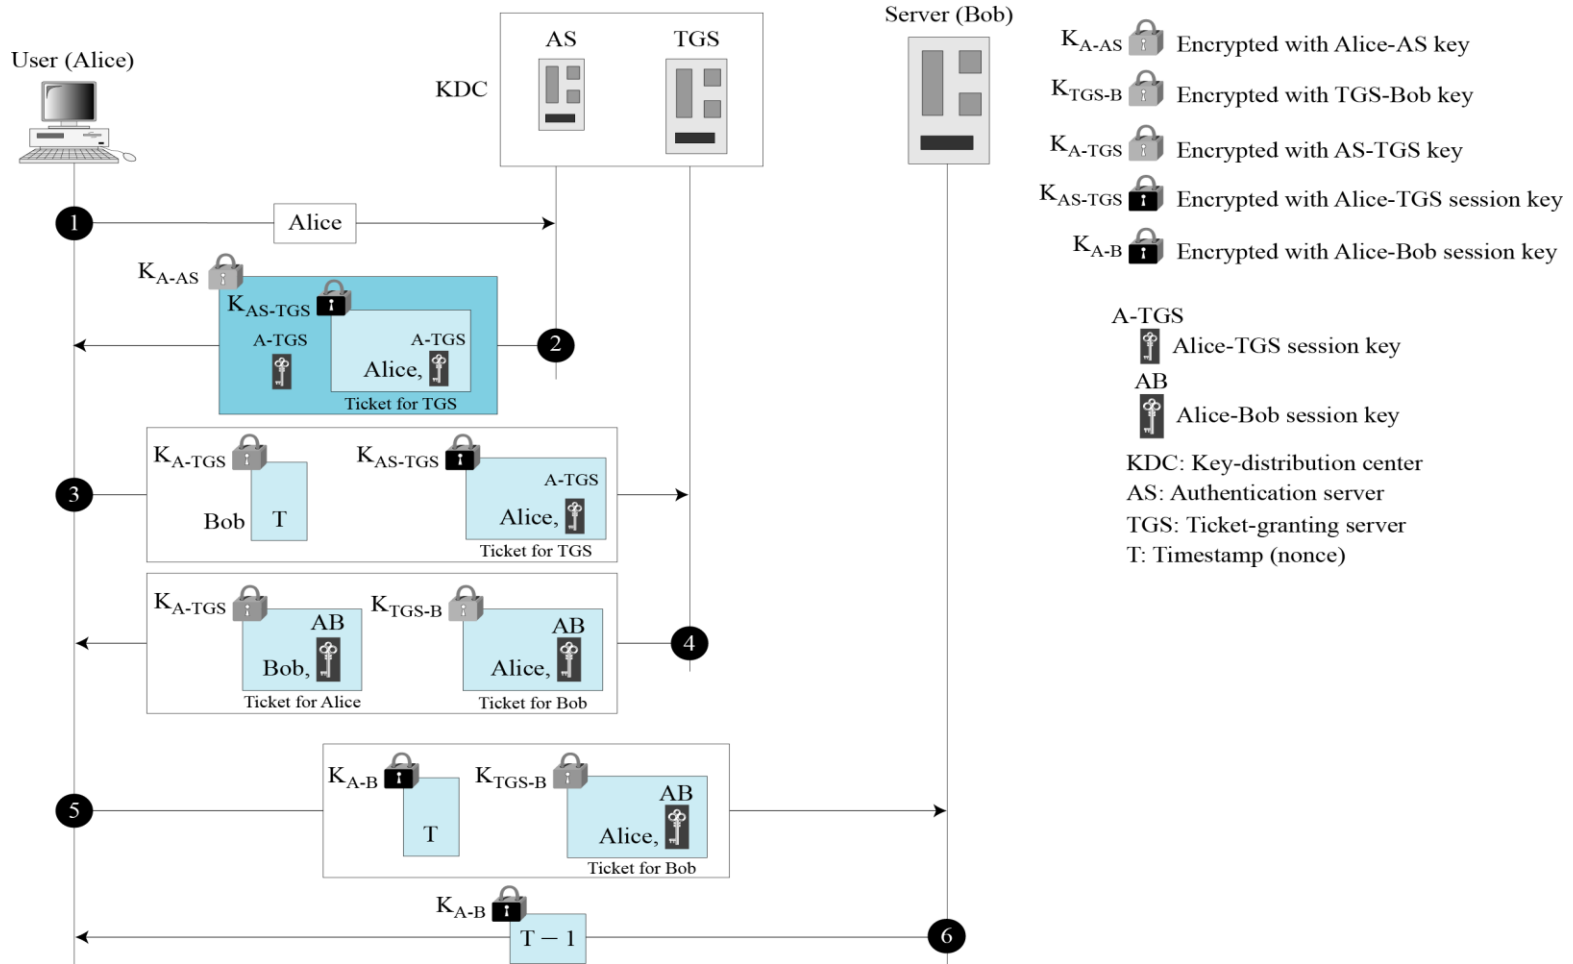 User (Alice)
KDC
AS
TGS
Server (Bob)
1
Alice
K_A-AS
K_AS-TGS
A-TGS
A-TGS
Alice,
Ticket for TGS
2
3
K_A-TGS
Bob
T
K_AS-TGS
A-TGS
Alice,
Ticket for TGS
K_A-TGS
AB
Bob,
Ticket for Alice
K_TGS-B
AB
Alice,
Ticket for Bob
4
5
K_A-B
T
K_TGS-B
AB
Alice,
Ticket for Bob
K_A-B
T – 1
6
K_A-AS Encrypted with Alice-AS key
K_TGS-B Encrypted with TGS-Bob key
K_A-TGS Encrypted with AS-TGS key
K_AS-TGS Encrypted with Alice-TGS session key
K_A-B Encrypted with Alice-Bob session key
A-TGS
Alice-TGS session key
AB
Alice-Bob session key
KDC: Key-distribution center
AS: Authentication server
TGS: Ticket-granting server
T: Timestamp (nonce)